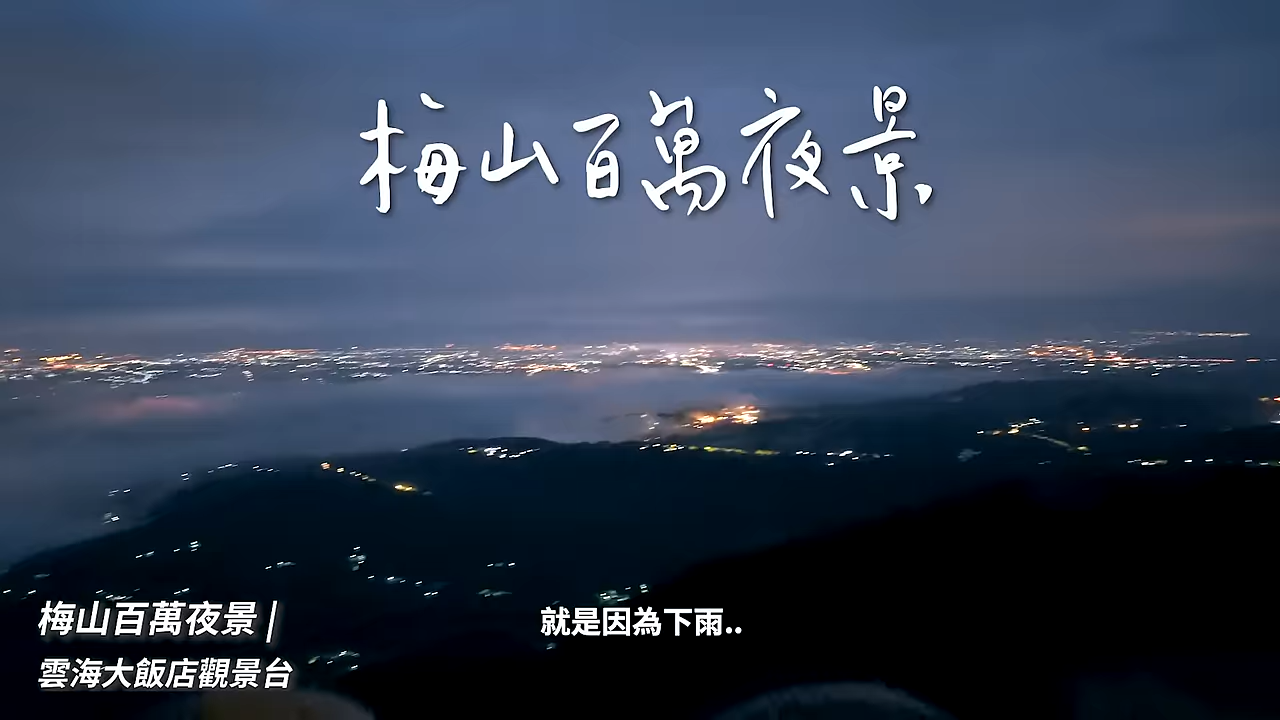 梅山百萬夜景
梅山百萬夜景 |
雲海大飯店觀景台
就是因為下雨..